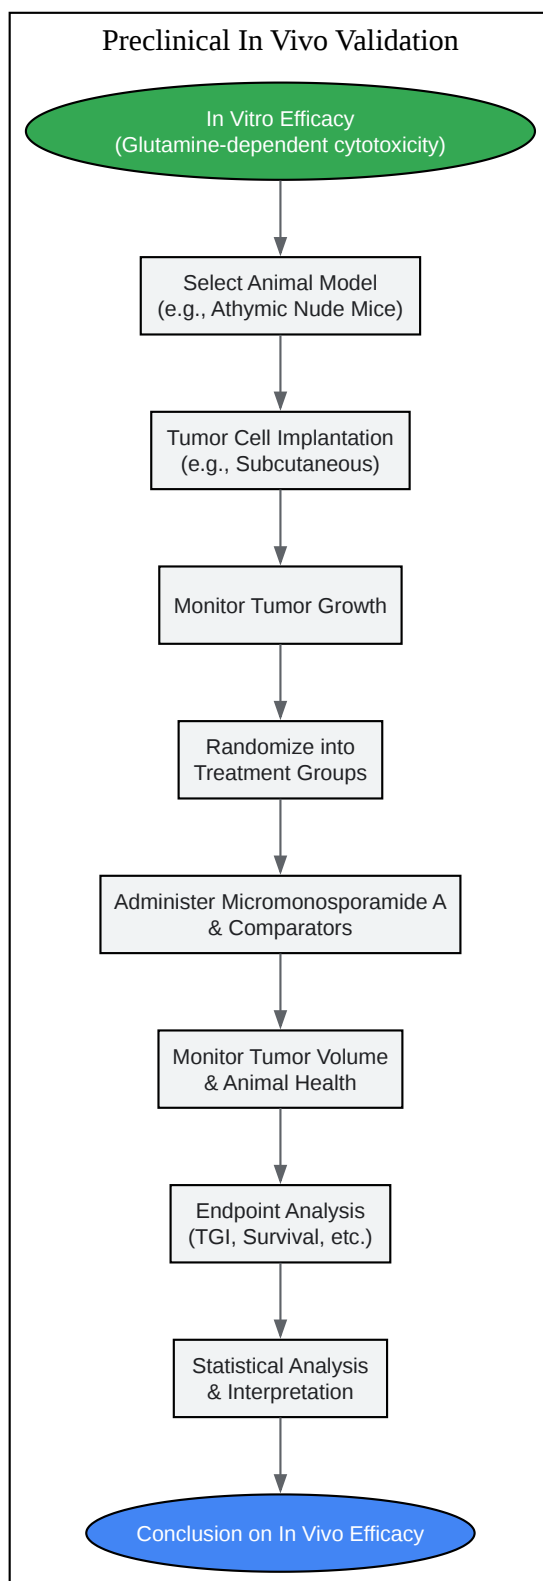 Preclinical In Vivo Validation
In Vitro Efficacy
(Glutamine-dependent cytotoxicity)
Select Animal Model
(e.g., Athymic Nude Mice)
Tumor Cell Implantation
(e.g., Subcutaneous)
Monitor Tumor Growth
Randomize into
Treatment Groups
Administer Micromonosporamide A
& Comparators
Monitor Tumor Volume
& Animal Health
Endpoint Analysis
(TGI, Survival, etc.)
Statistical Analysis
& Interpretation
Conclusion on In Vivo Efficacy